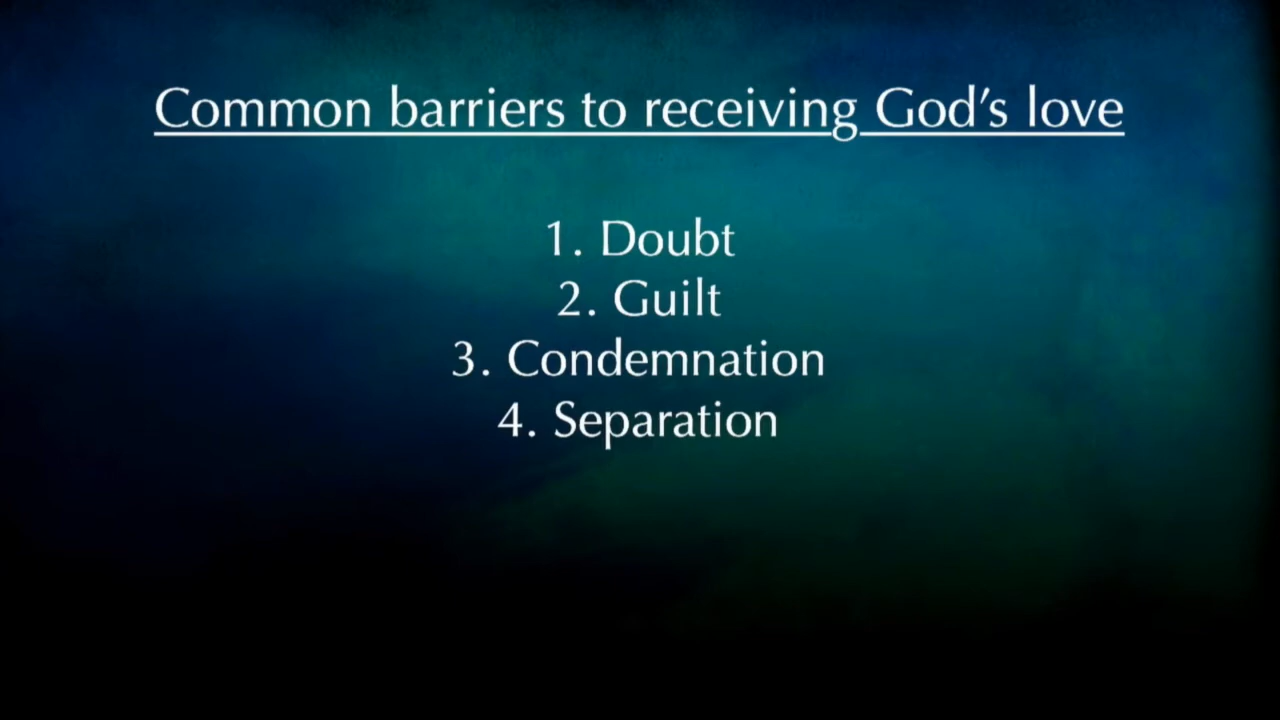 Common barriers to receiving God’s love
1. Doubt
2. Guilt
3. Condemnation
4. Separation